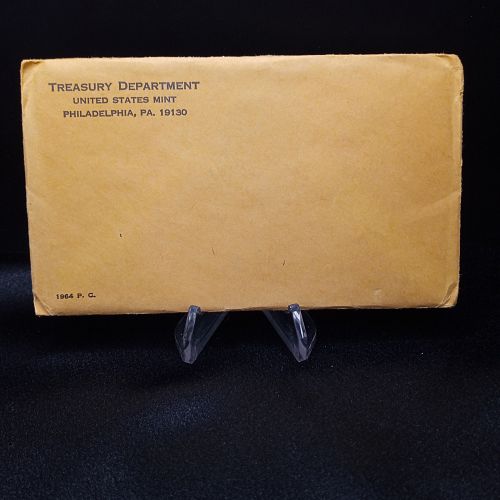 TREASURY DEPARTMENT
UNITED STATES MINT
PHILADELPHIA, PA. 19130
1964 P. C.